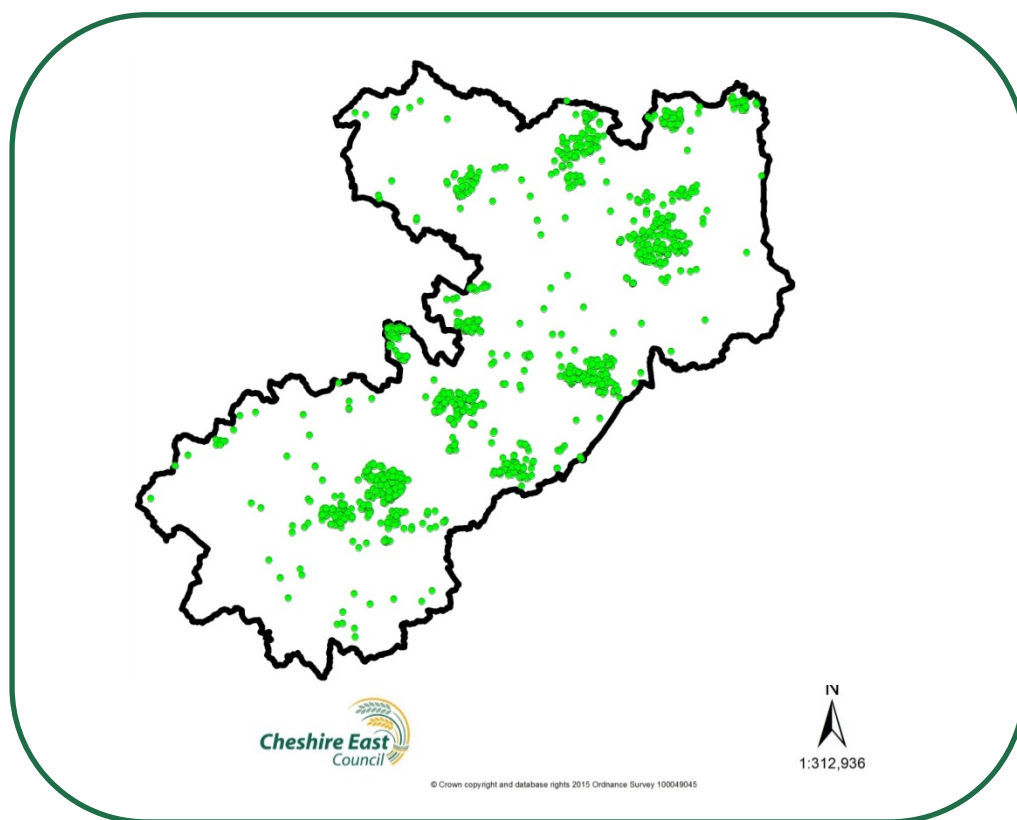 N
1:312,936
Cheshire East
Council
© Crown copyright and database rights 2015 Ordnance Survey 100049045